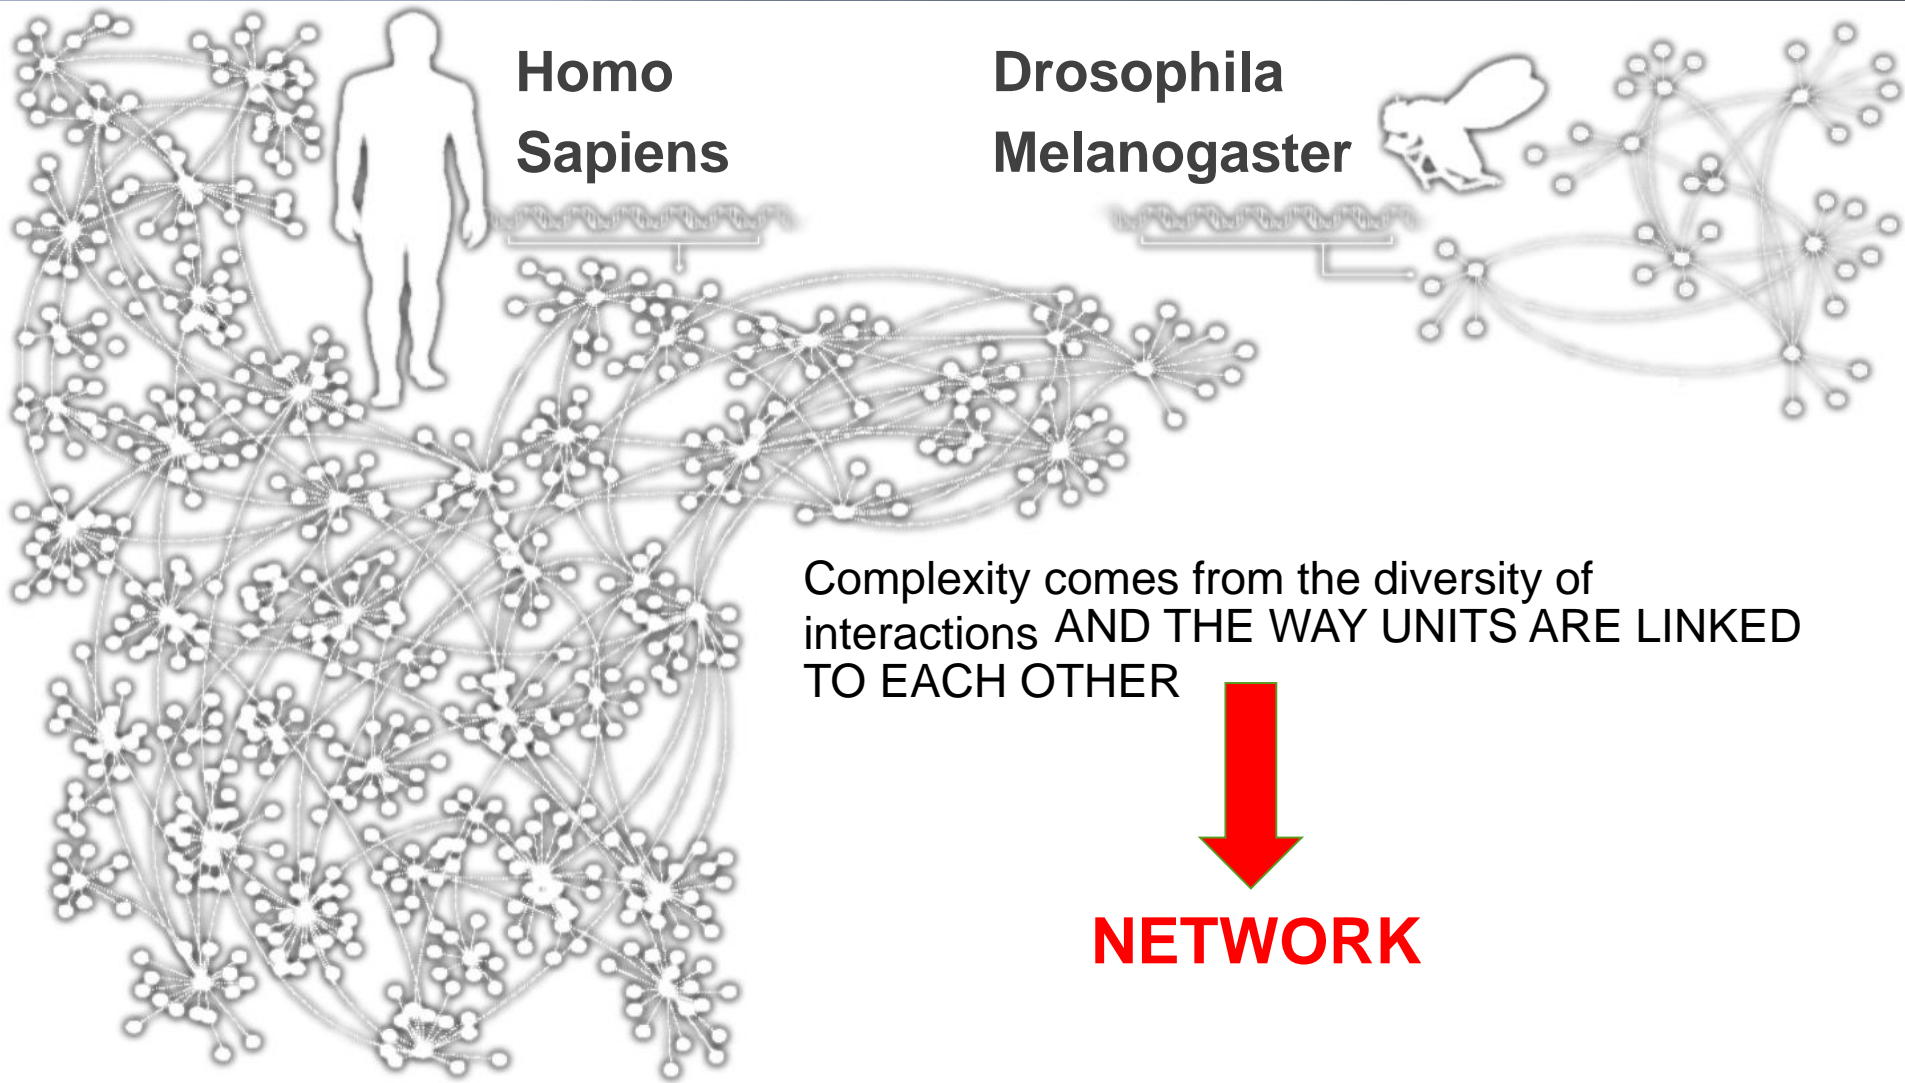 Homo
Sapiens
Drosophila
Melanogaster
Complexity comes from the diversity of
interactions AND THE WAY UNITS ARE LINKED
TO EACH OTHER
NETWORK